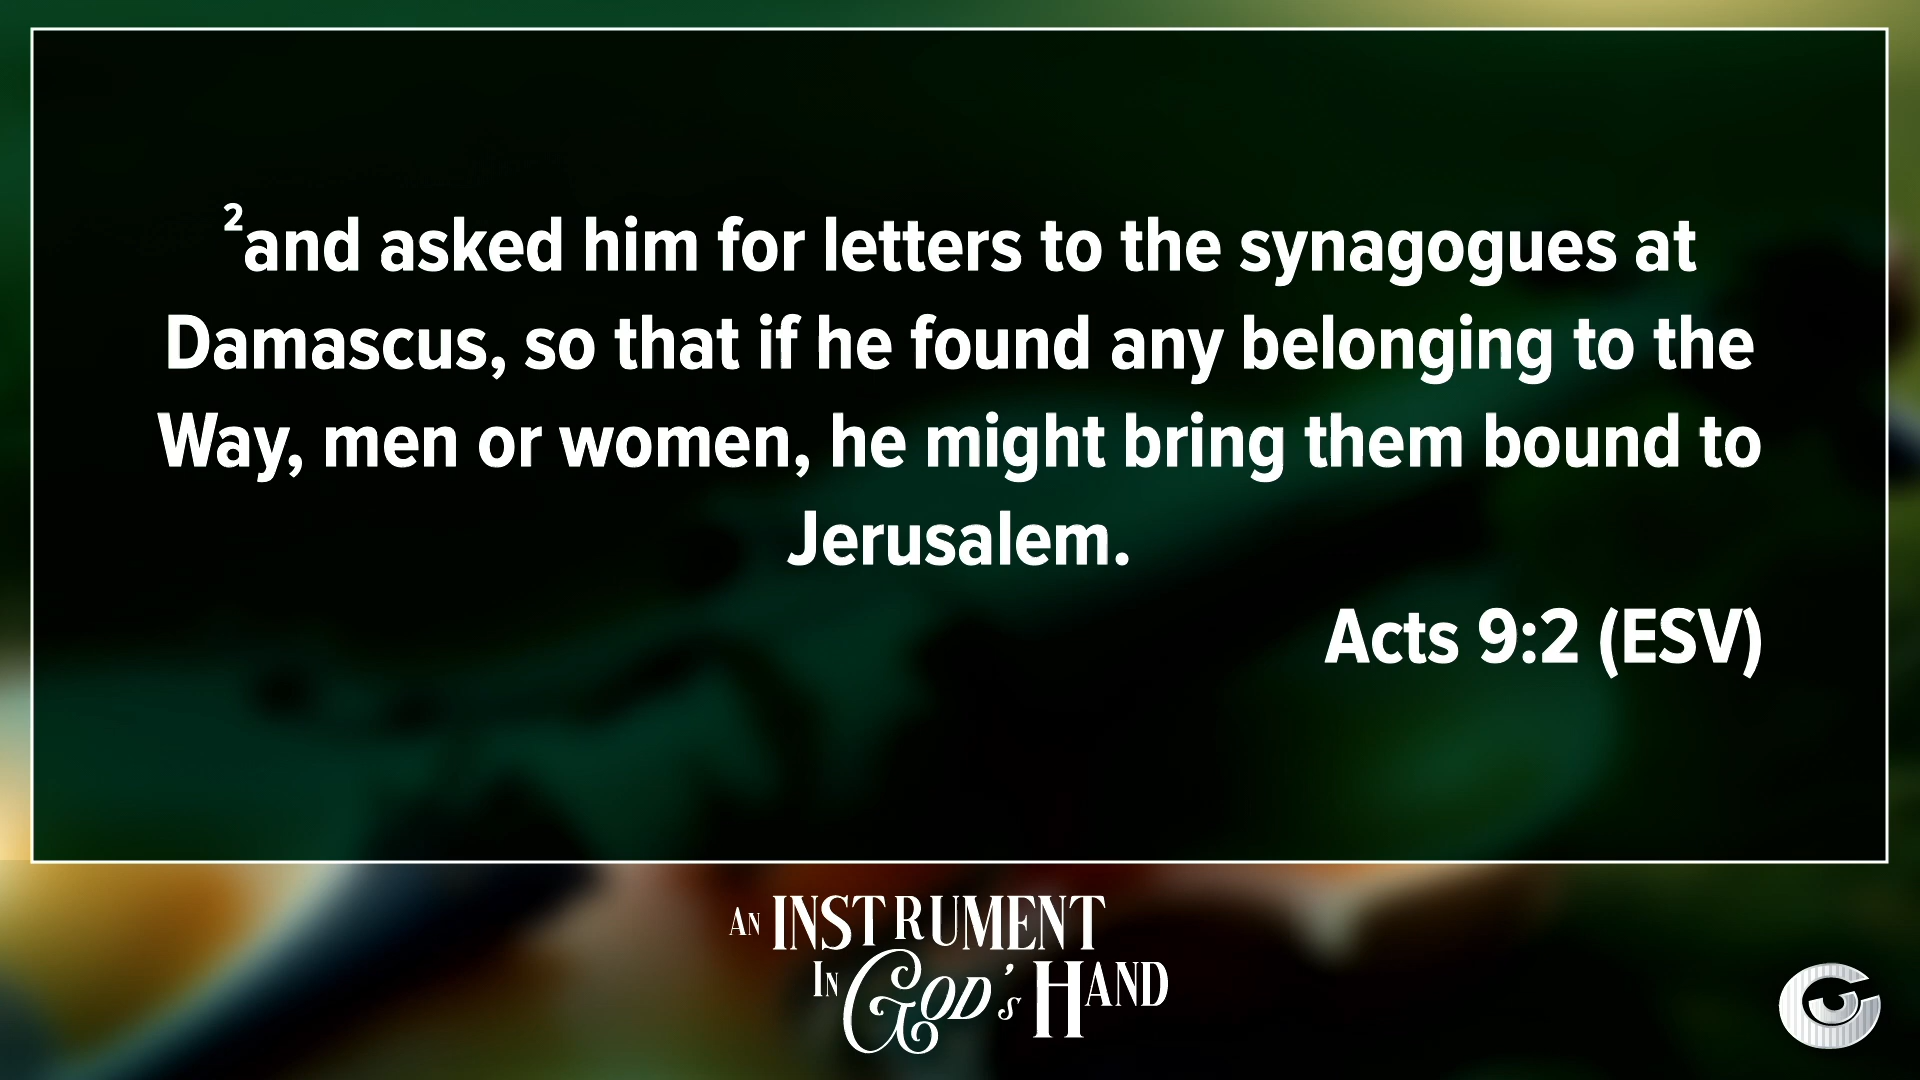 ²and asked him for letters to the synagogues at
Damascus, so that if he found any belonging to the
Way, men or women, he might bring them bound to
Jerusalem.
Acts 9:2 (ESV)
AN INSTRUMENT
IN GOD'S HAND